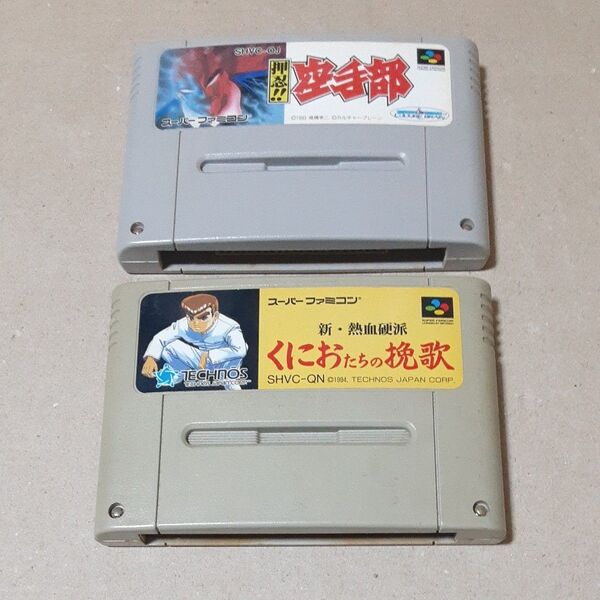 SHVC-OJ
押忍!!
空手部
スーパーファミコン
スーパーファミコン
新・熱血硬派
くにおたちの挽歌
SHVC-QN ©1994. TECHNOS JAPAN CORP.
TECHNOS